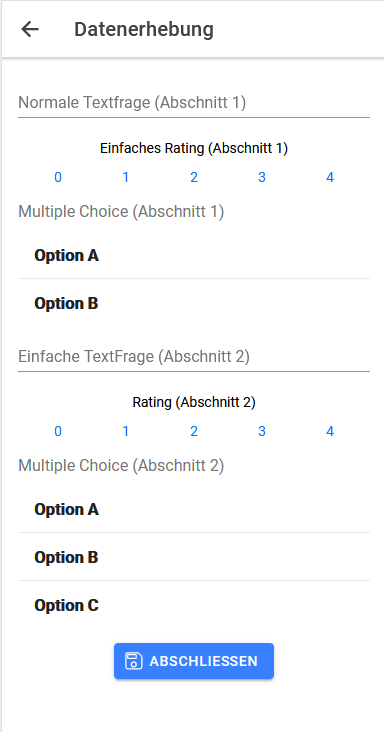 Datenerhebung
Normale Textfrage (Abschnitt 1)
Einfaches Rating (Abschnitt 1)
0 1 2 3 4
Multiple Choice (Abschnitt 1)
Option A
Option B
Einfache TextFrage (Abschnitt 2)
Rating (Abschnitt 2)
0 1 2 3 4
Multiple Choice (Abschnitt 2)
Option A
Option B
Option C
ABSCHLIESSEN